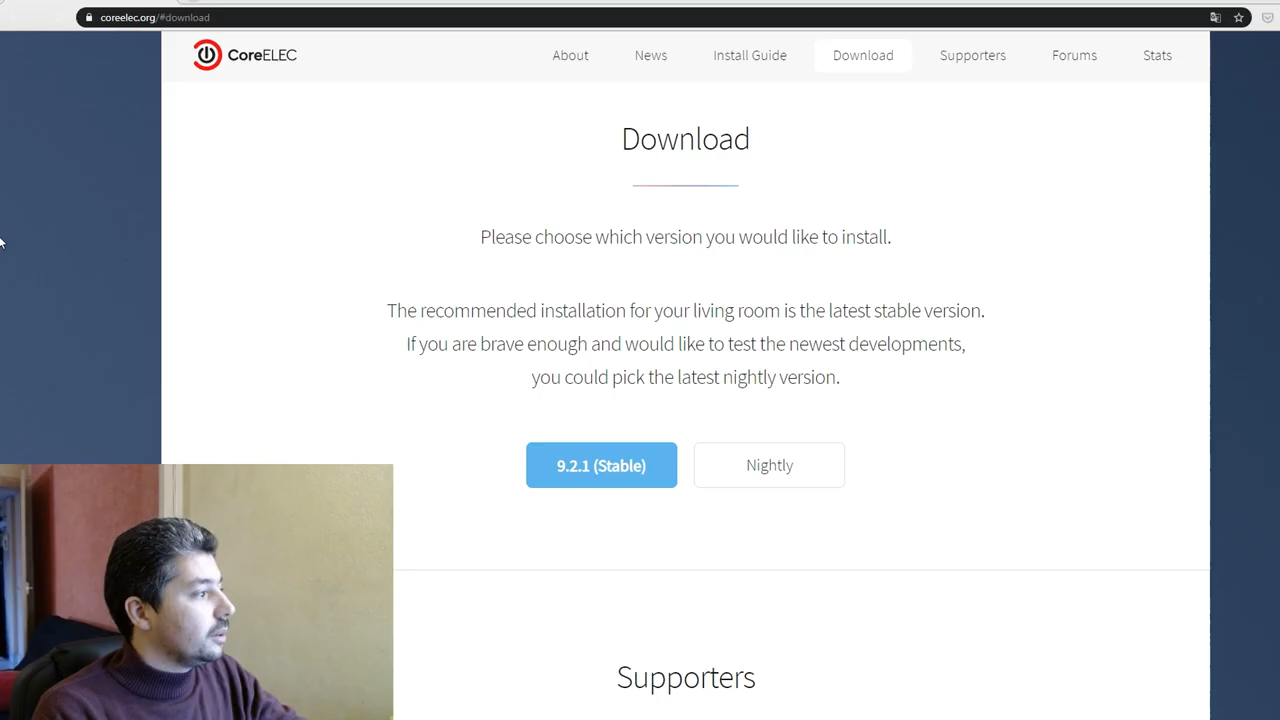 coreelec.org/#download
CoreELEC
About
News
Install Guide
Download
Supporters
Forums
Stats
Download
Please choose which version you would like to install.
The recommended installation for your living room is the latest stable version.
If you are brave enough and would like to test the newest developments,
you could pick the latest nightly version.
9.2.1 (Stable)
Nightly
Supporters